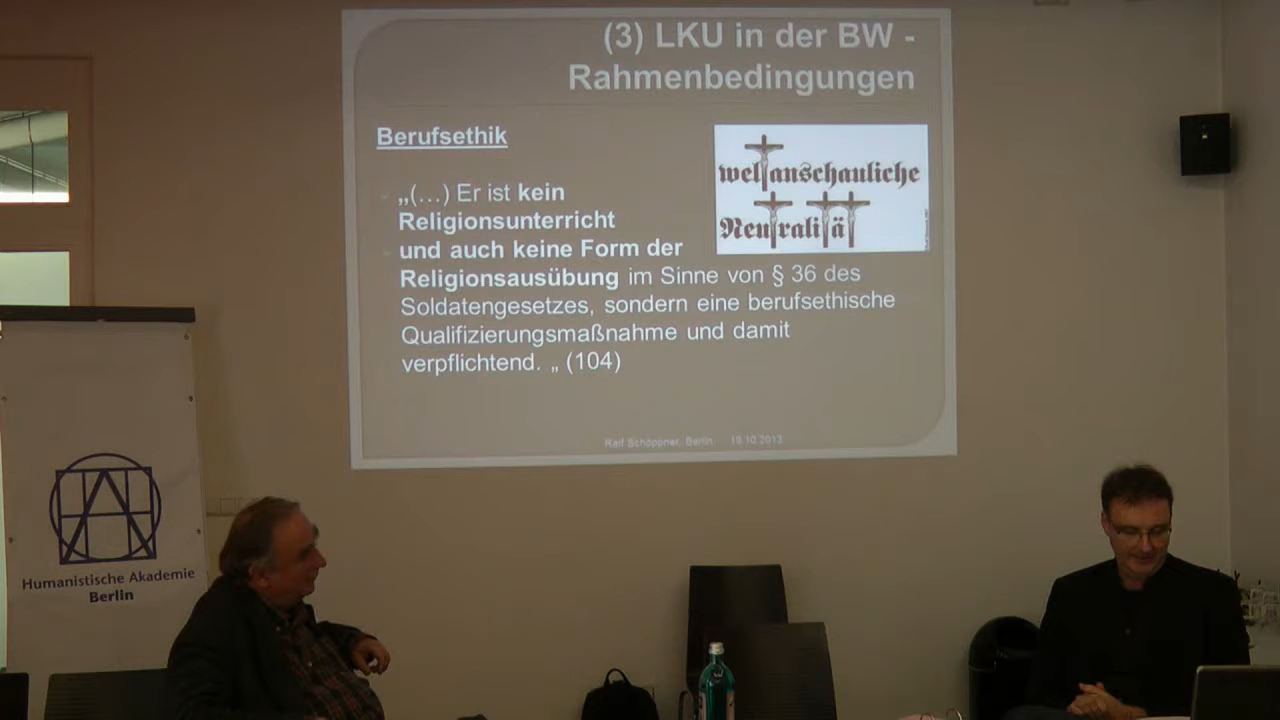 (3) LKU in der BW -
Rahmenbedingungen
Berufsethik
„(…) Er ist kein
Religionsunterricht
und auch keine Form der
Religionsausübung im Sinne von § 36 des
Soldatengesetzes, sondern eine berufsethische
Qualifizierungsmaßnahme und damit
verpflichtend. „ (104)
weltanschauliche
Neutralität
Ralf Schöppner, Berlin 19.10.2013
Humanistische Akademie
Berlin